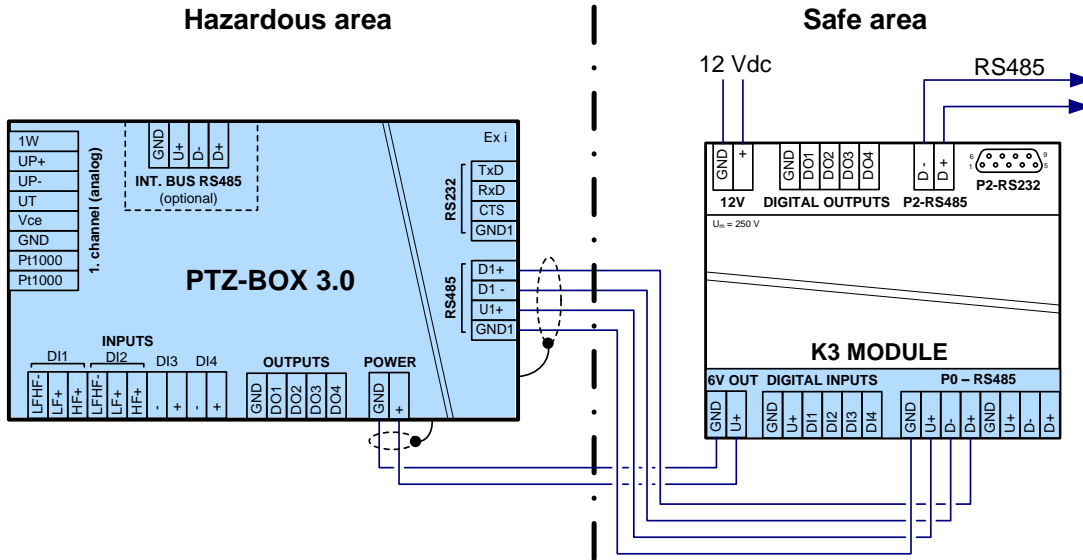 Hazardous area
Safe area
12 Vdc
RS485
1W
UP+
UP-
UT
Vce
GND
Pt1000
Pt1000
1. channel (analog)
GND
U+
D-
D+
INT. BUS RS485
(optional)
Ex i
TxD
RxD
CTS
GND1
RS232
D1+
D1 -
U1+
GND1
RS485
PTZ-BOX 3.0
INPUTS
DI1
DI2
DI3
DI4
LFHF-
LF+
HF+
LFHF-
LF+
HF+
-
+
-
+
OUTPUTS
GND
DO1
DO2
DO3
DO4
POWER
GND
+
GND
+
12V
GND
DO1
DO2
DO3
DO4
DIGITAL OUTPUTS
D -
D +
P2-RS485
6
9
1
5
P2-RS232
Um = 250 V
K3 MODULE
6V OUT
DIGITAL INPUTS
P0 – RS485
GND
U+
GND
U+
DI1
DI2
DI3
DI4
GND
U+
D-
D+
GND
U+
D-
D+